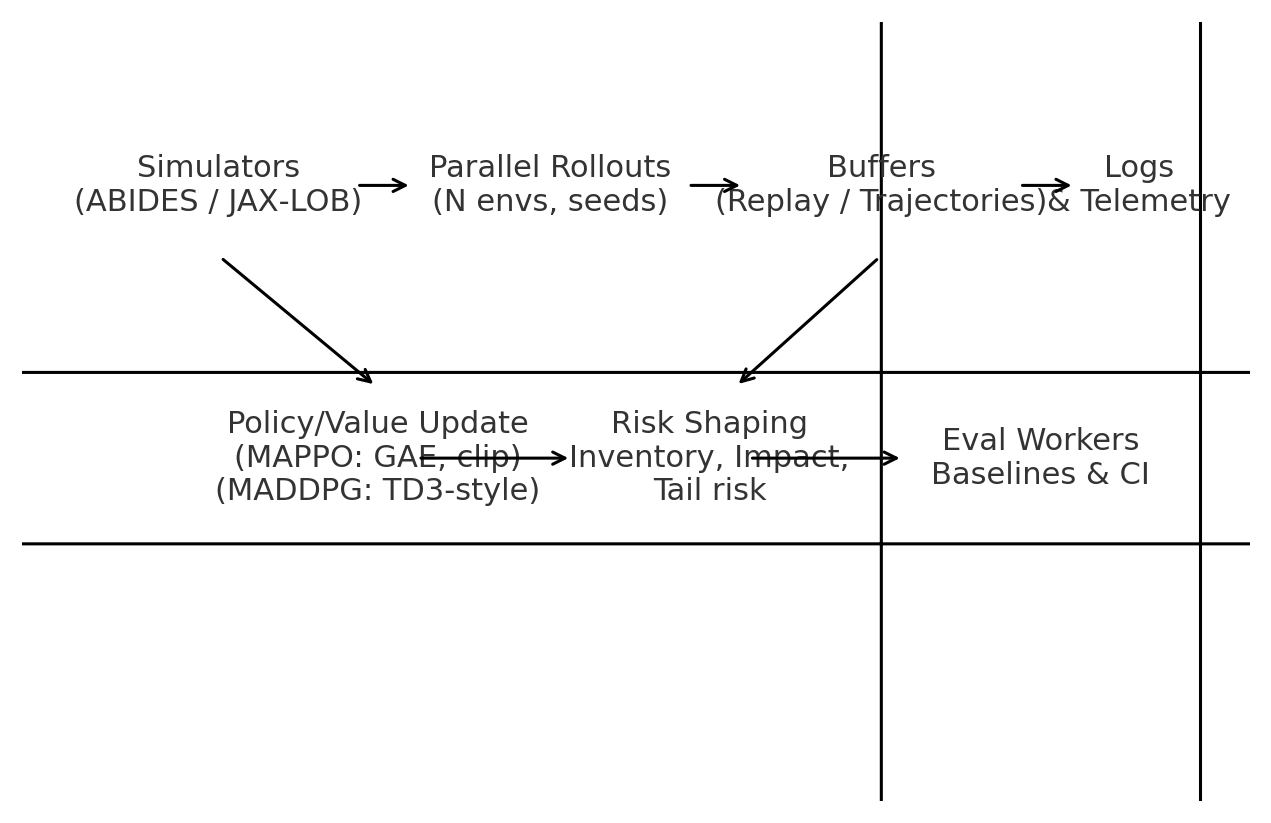 Simulators
(ABIDES / JAX-LOB)
Parallel Rollouts
(N envs, seeds)
Buffers
(Replay / Trajectories)
Logs
& Telemetry
Policy/Value Update
(MAPPO: GAE, clip)
(MADDPG: TD3-style)
Risk Shaping
Inventory, Impact,
Tail risk
Eval Workers
Baselines & CI